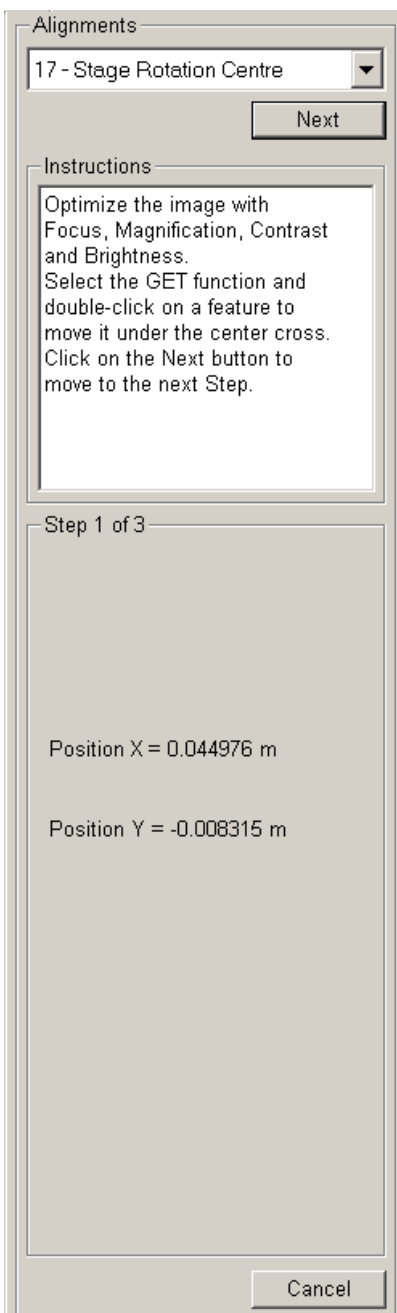 Alignments
17 - Stage Rotation Centre
Next
Instructions
Optimize the image with
Focus, Magnification, Contrast
and Brightness.
Select the GET function and
double-click on a feature to
move it under the center cross.
Click on the Next button to
move to the next Step.
Step 1 of 3
Position X = 0.044976 m
Position Y = -0.008315 m
Cancel